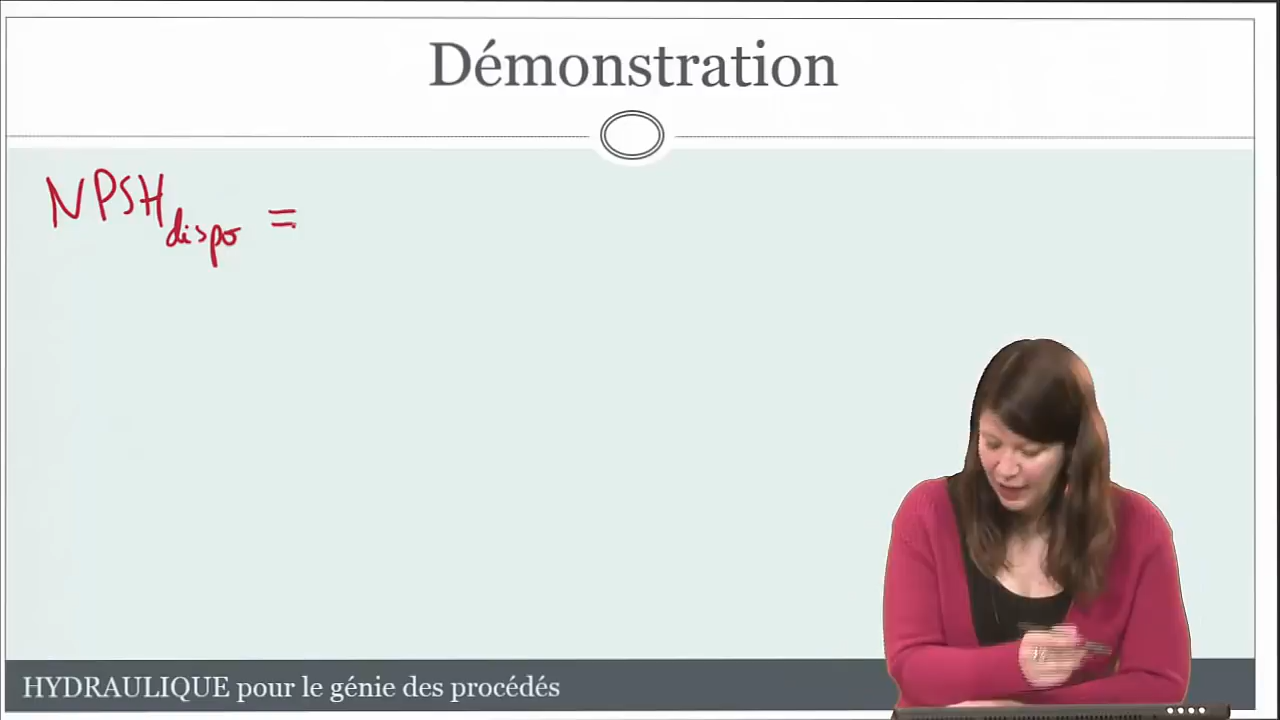 Démonstration
NPSH dispo =
HYDRAULIQUE pour le génie des procédés